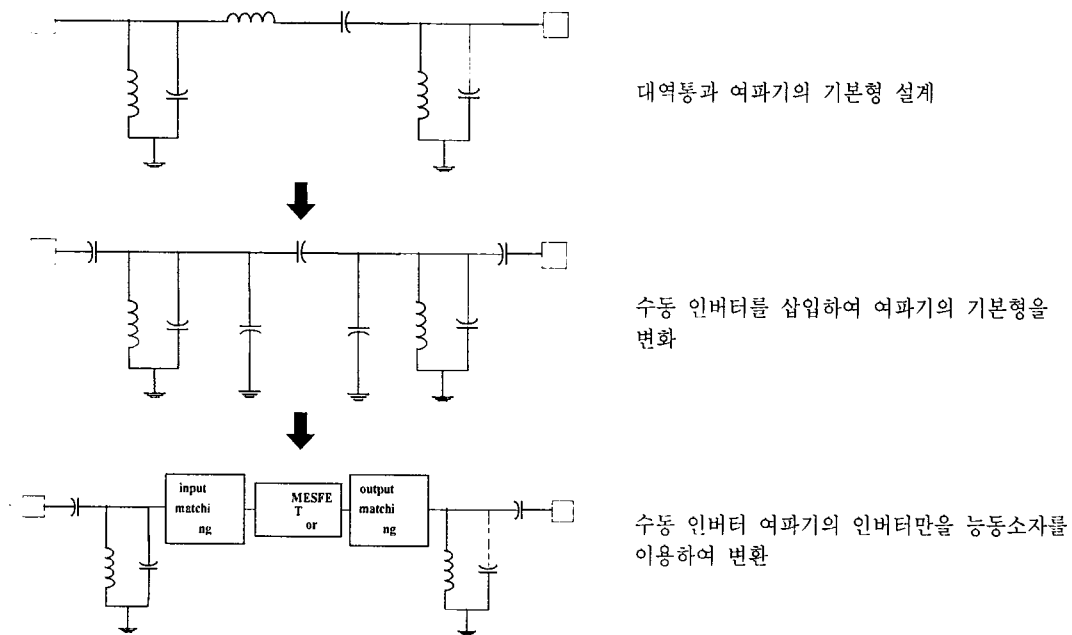 대역통과 여파기의 기본형 설계
수동 인버터를 삽입하여 여파기의 기본형을
변화
input
matchi
ng
MESFE
T
or
output
matchi
ng
수동 인버터 여파기의 인버터만을 능동소자를
이용하여 변환